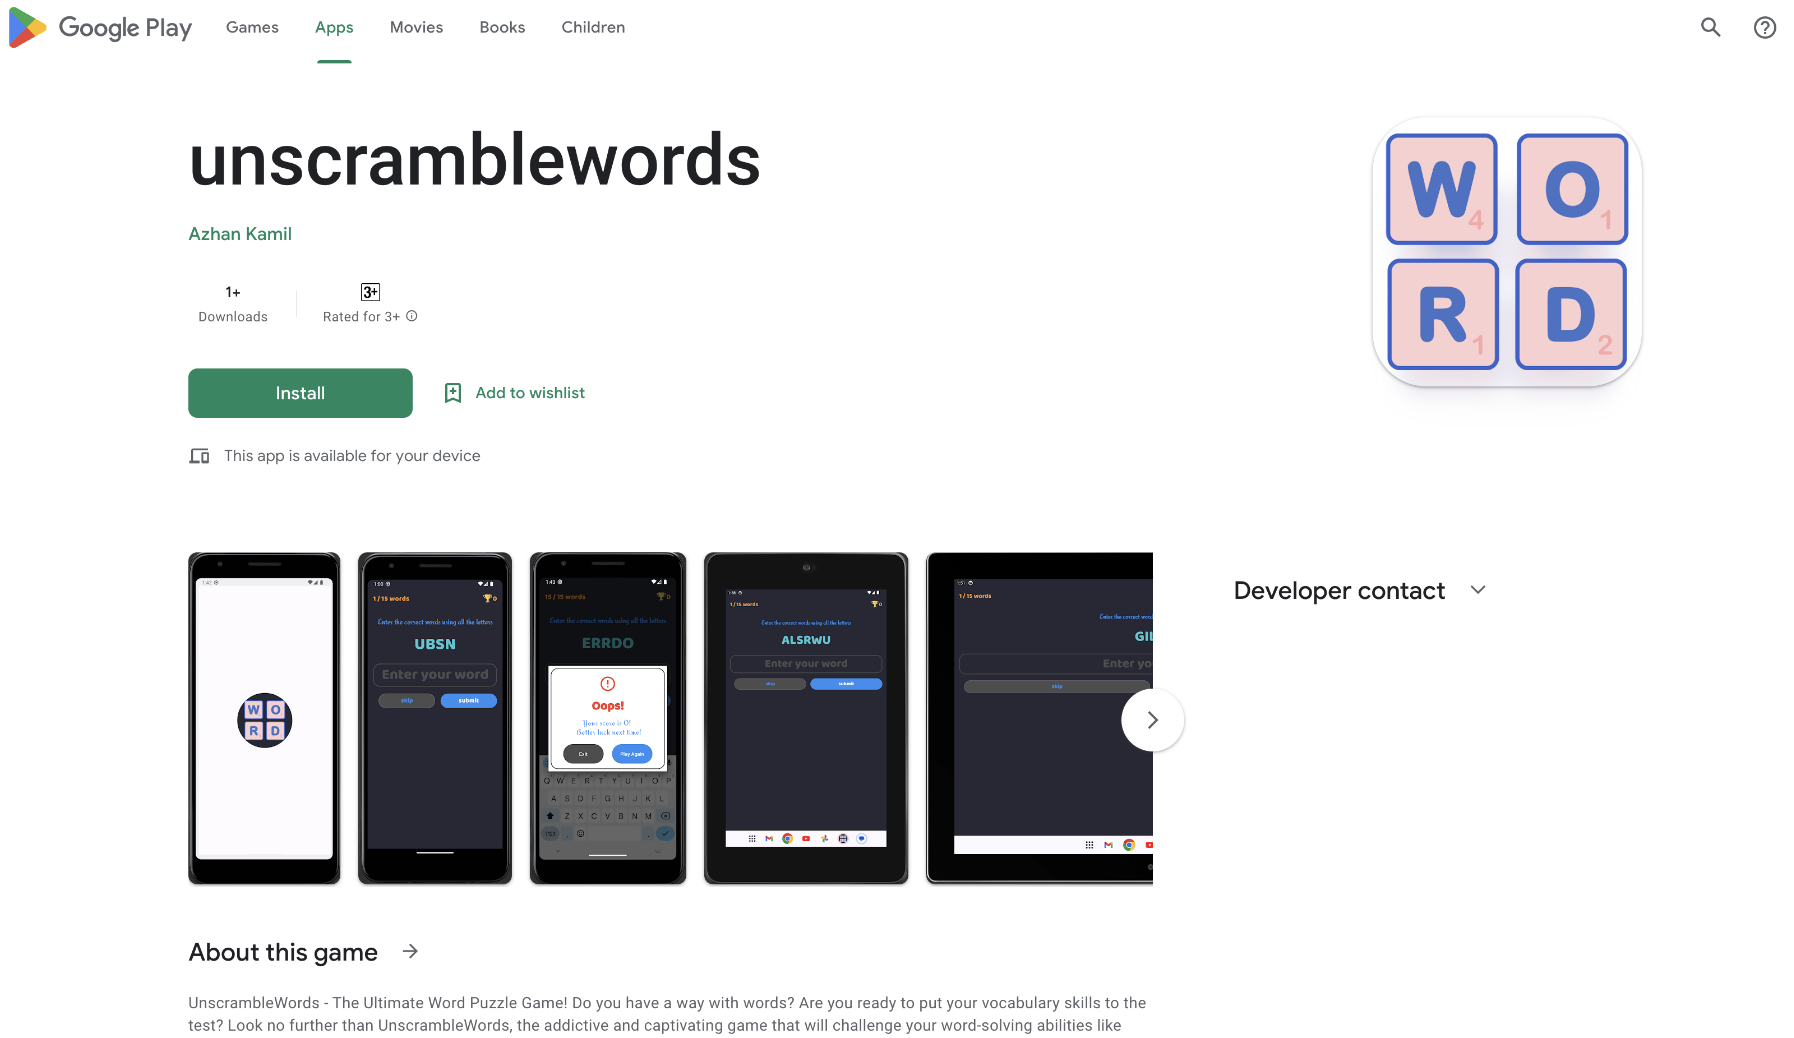 Google Play
Games
Apps
Movies
Books
Children
unscramblewords
W 4
O 1
R 1
D 2
Azhan Kamil
1+
Downloads
3+
Rated for 3+
Install
Add to wishlist
This app is available for your device
W O
R D
1 / 15 words
0
Enter the correct words using all the letters
UBSN
Enter your word
skip
submit
1:43
15 / 15 words
0
Enter the correct words using all the letters
ERRDO
Oops!
Your score is 0!
Better luck next time!
Exit
Play Again
Q W E R T Y U I O P
A S D F G H J K L
Z X C V B N M
1 / 15 words
Enter the correct words using all the letters
ALSRWU
Enter your word
skip
submit
1 / 15 words
Enter the correct word
GIL
Enter yo
skip
Developer contact
About this game
UnscrambleWords - The Ultimate Word Puzzle Game! Do you have a way with words? Are you ready to put your vocabulary skills to the
test? Look no further than UnscrambleWords, the addictive and captivating game that will challenge your word-solving abilities like